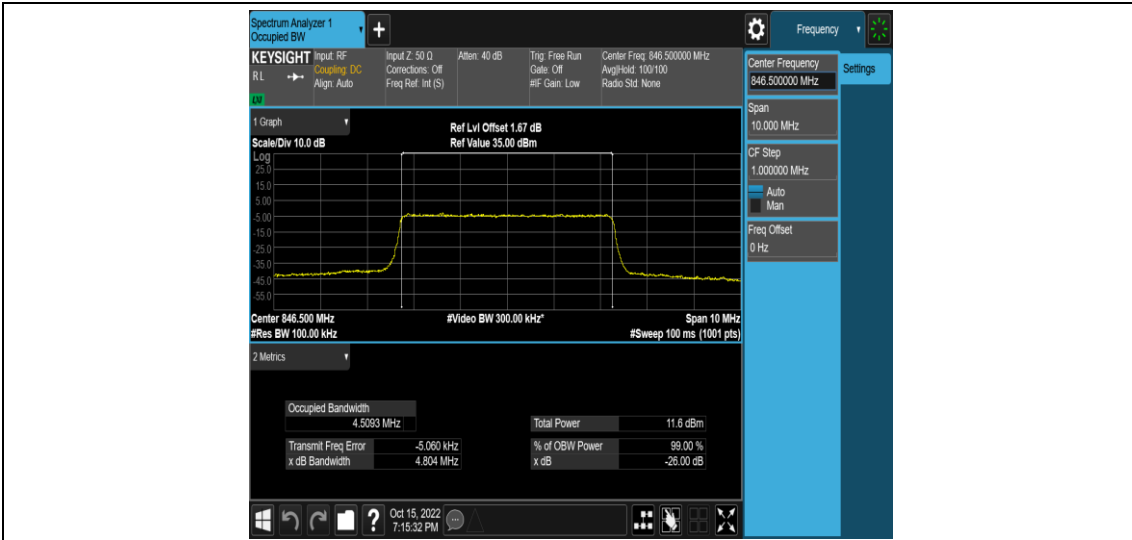 Spectrum Analyzer 1
Occupied BW
+
Frequency
KEYSIGHT
RL
LXI
Input: RF
Coupling: DC
Align: Auto
Input Z: 50 Ω
Corrections: Off
Freq Ref: Int (S)
Atten: 40 dB
Trig: Free Run
Gate: Off
#IF Gain: Low
Center Freq: 846.500000 MHz
Avg|Hold: 100/100
Radio Std: None
Center Frequency
846.500000 MHz
Settings
Span
10.000 MHz
CF Step
1.000000 MHz
Auto
Man
Freq Offset
0 Hz
1 Graph
Scale/Div 10.0 dB
Ref Lvl Offset 1.67 dB
Ref Value 35.00 dBm
Log
25.0
15.0
5.00
-5.00
-15.0
-25.0
-35.0
-45.0
-55.0
Center 846.500 MHz
#Video BW 300.00 kHz*
Span 10 MHz
#Res BW 100.00 kHz
#Sweep 100 ms (1001 pts)
2 Metrics
Occupied Bandwidth
4.5093 MHz
Total Power 11.6 dBm
Transmit Freq Error -5.060 kHz
% of OBW Power 99.00 %
x dB Bandwidth 4.804 MHz
x dB -26.00 dB
?
Oct 15, 2022
7:15:32 PM